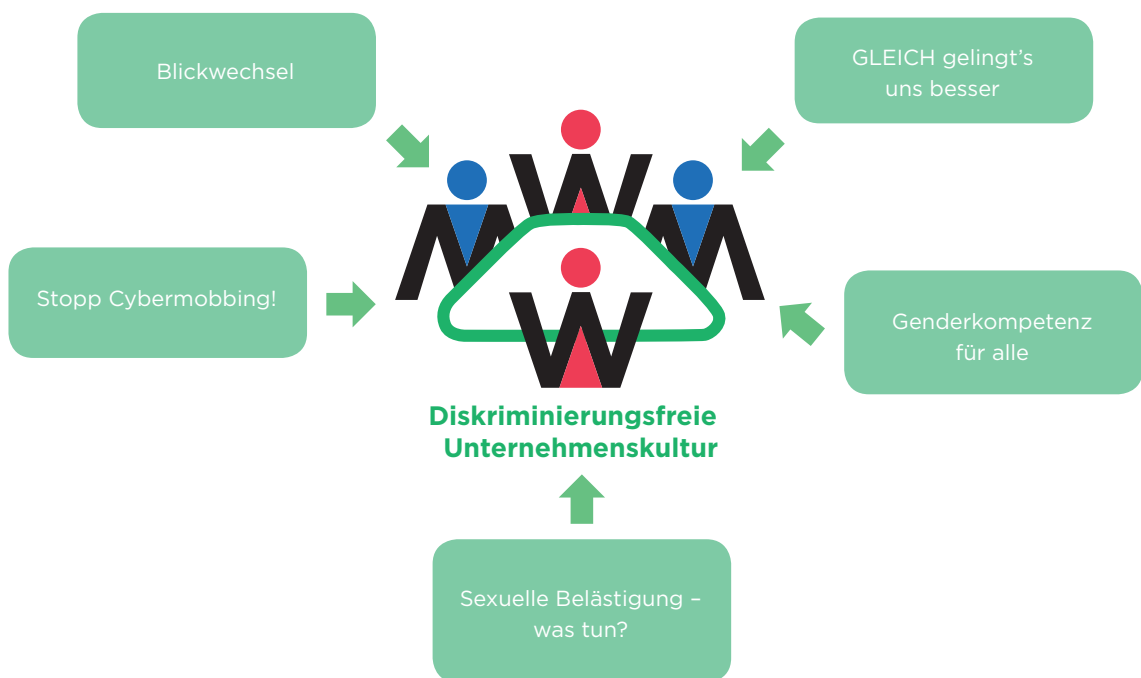 Blickwechsel
GLEICH gelingt’s
uns besser
Stopp Cybermobbing!
Genderkompetenz
für alle
Diskriminierungsfreie
Unternehmenskultur
Sexuelle Belästigung –
was tun?